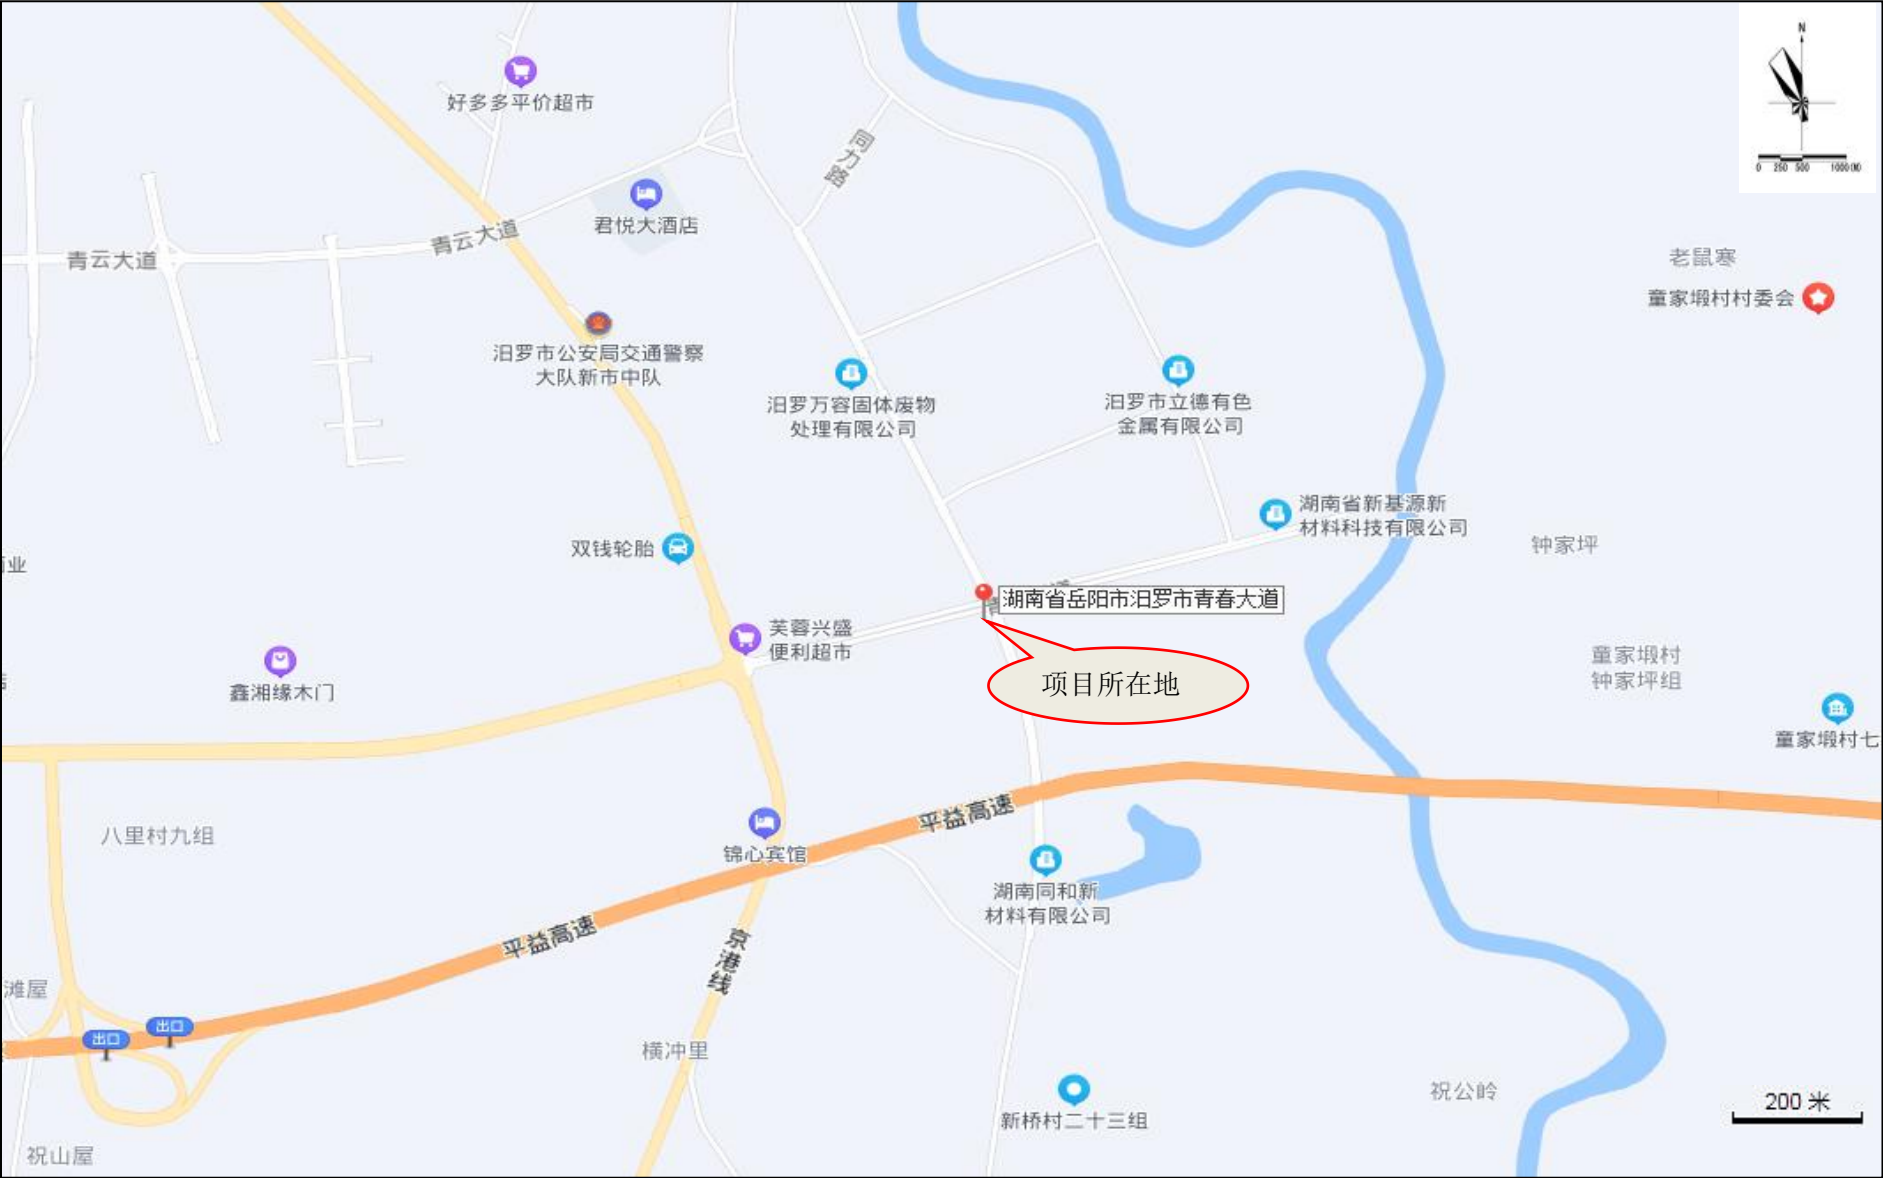 N
0 250 500 1000(M)
好多多平价超市
同力路
君悦大酒店
青云大道
青云大道
老鼠寨
童家塅村村委会
汨罗市公安局交通警察
大队新市中队
汨罗万容固体废物
处理有限公司
汨罗市立德有色
金属有限公司
湖南省新基源新
材料科技有限公司
双钱轮胎
钟家坪
业
湖南省岳阳市汨罗市青春大道
芙蓉兴盛
便利超市
项目所在地
鑫湘缘木门
童家塅村
钟家坪组
童家塅村七
平益高速
八里村九组
锦心宾馆
湖南同和新
材料有限公司
平益高速
京港线
滩屋
出口
出口
横冲里
新桥村二十三组
祝公岭
200 米
祝山屋